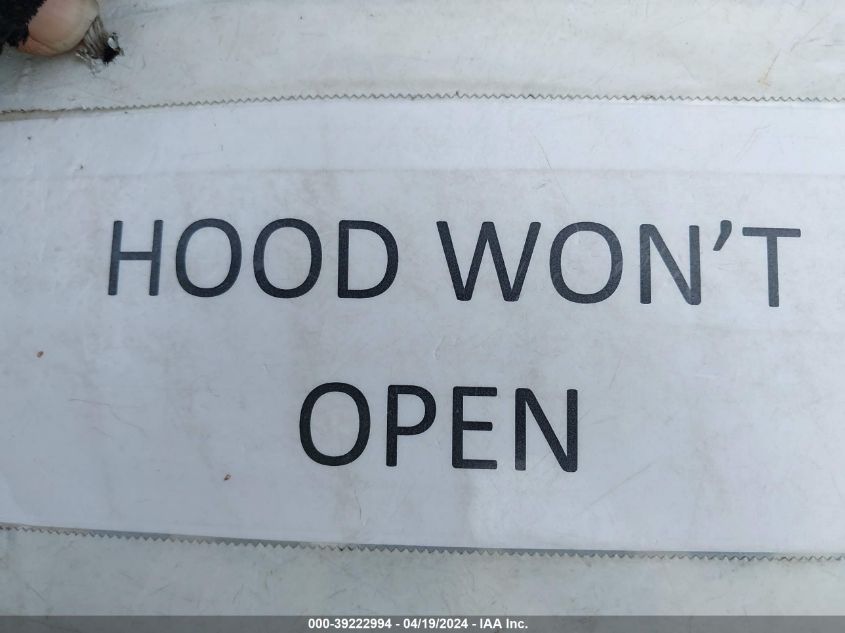 HOOD WON’T
OPEN
000-39222994 - 04/19/2024 - IAA Inc.